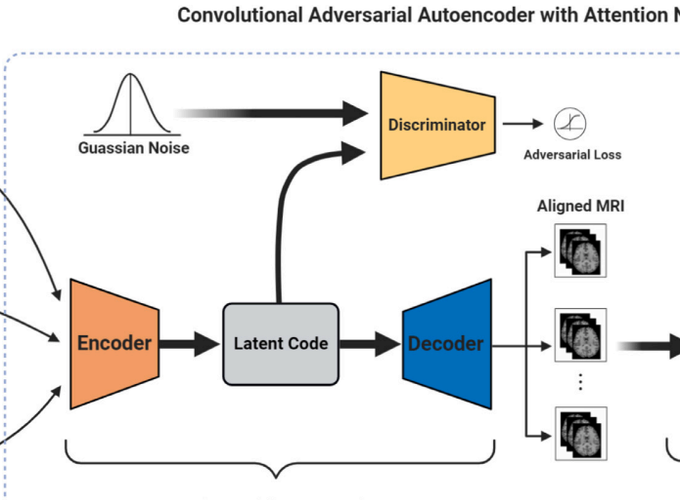 Convolutional Adversarial Autoencoder with Attention
Guassian Noise
Discriminator
Adversarial Loss
Aligned MRI
Encoder
Latent Code
Decoder